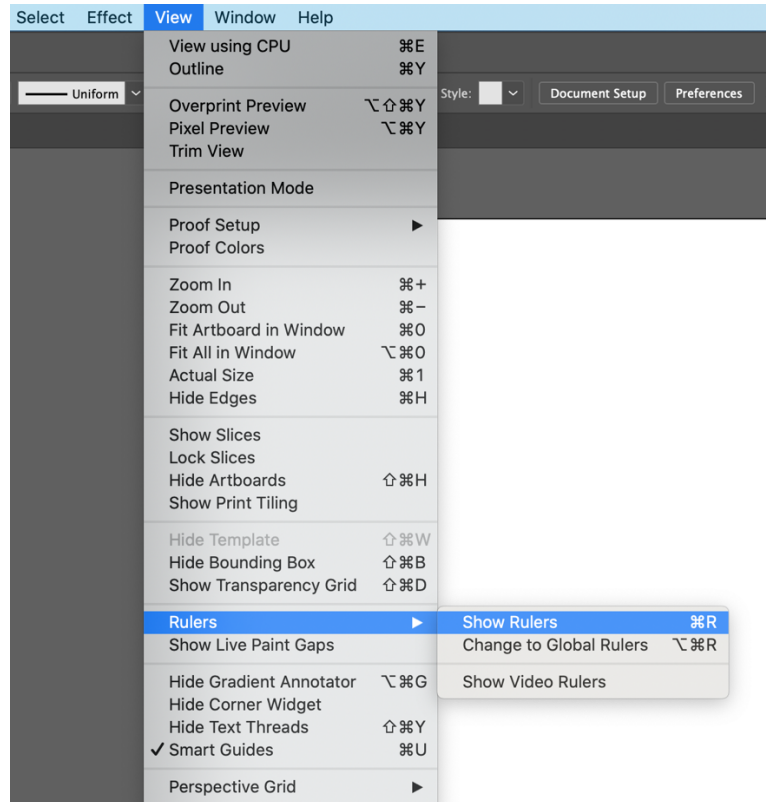 Select Effect View Window Help
View using CPU ⌘E
Outline ⌘Y
Uniform Style: Document Setup Preferences
Overprint Preview ⌥⇧⌘Y
Pixel Preview ⌥⌘Y
Trim View
Presentation Mode
Proof Setup ▶
Proof Colors
Zoom In ⌘+
Zoom Out ⌘−
Fit Artboard in Window ⌘0
Fit All in Window ⌥⌘0
Actual Size ⌘1
Hide Edges ⌘H
Show Slices
Lock Slices
Hide Artboards ⇧⌘H
Show Print Tiling
Hide Template ⇧⌘W
Hide Bounding Box ⇧⌘B
Show Transparency Grid ⇧⌘D
Rulers ▶ Show Rulers ⌘R
Show Live Paint Gaps Change to Global Rulers ⌥⌘R
Hide Gradient Annotator ⌥⌘G Show Video Rulers
Hide Corner Widget
Hide Text Threads ⇧⌘Y
✓ Smart Guides ⌘U
Perspective Grid ▶